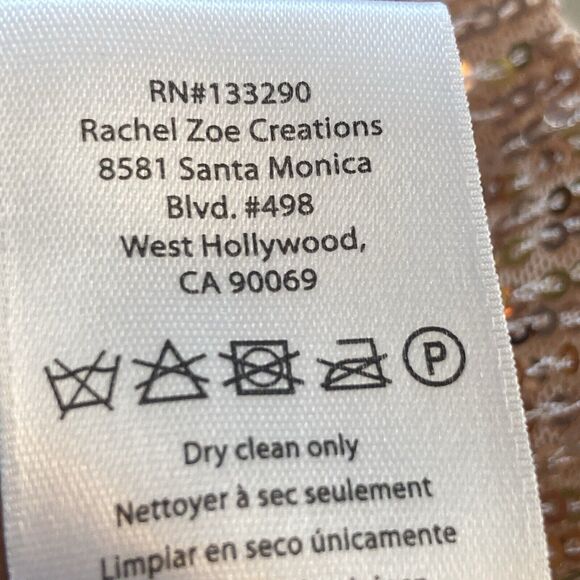 RN#133290
Rachel Zoe Creations
8581 Santa Monica
Blvd. #498
West Hollywood,
CA 90069
P
Dry clean only
Nettoyer à sec seulement
Limpiar en seco únicamente